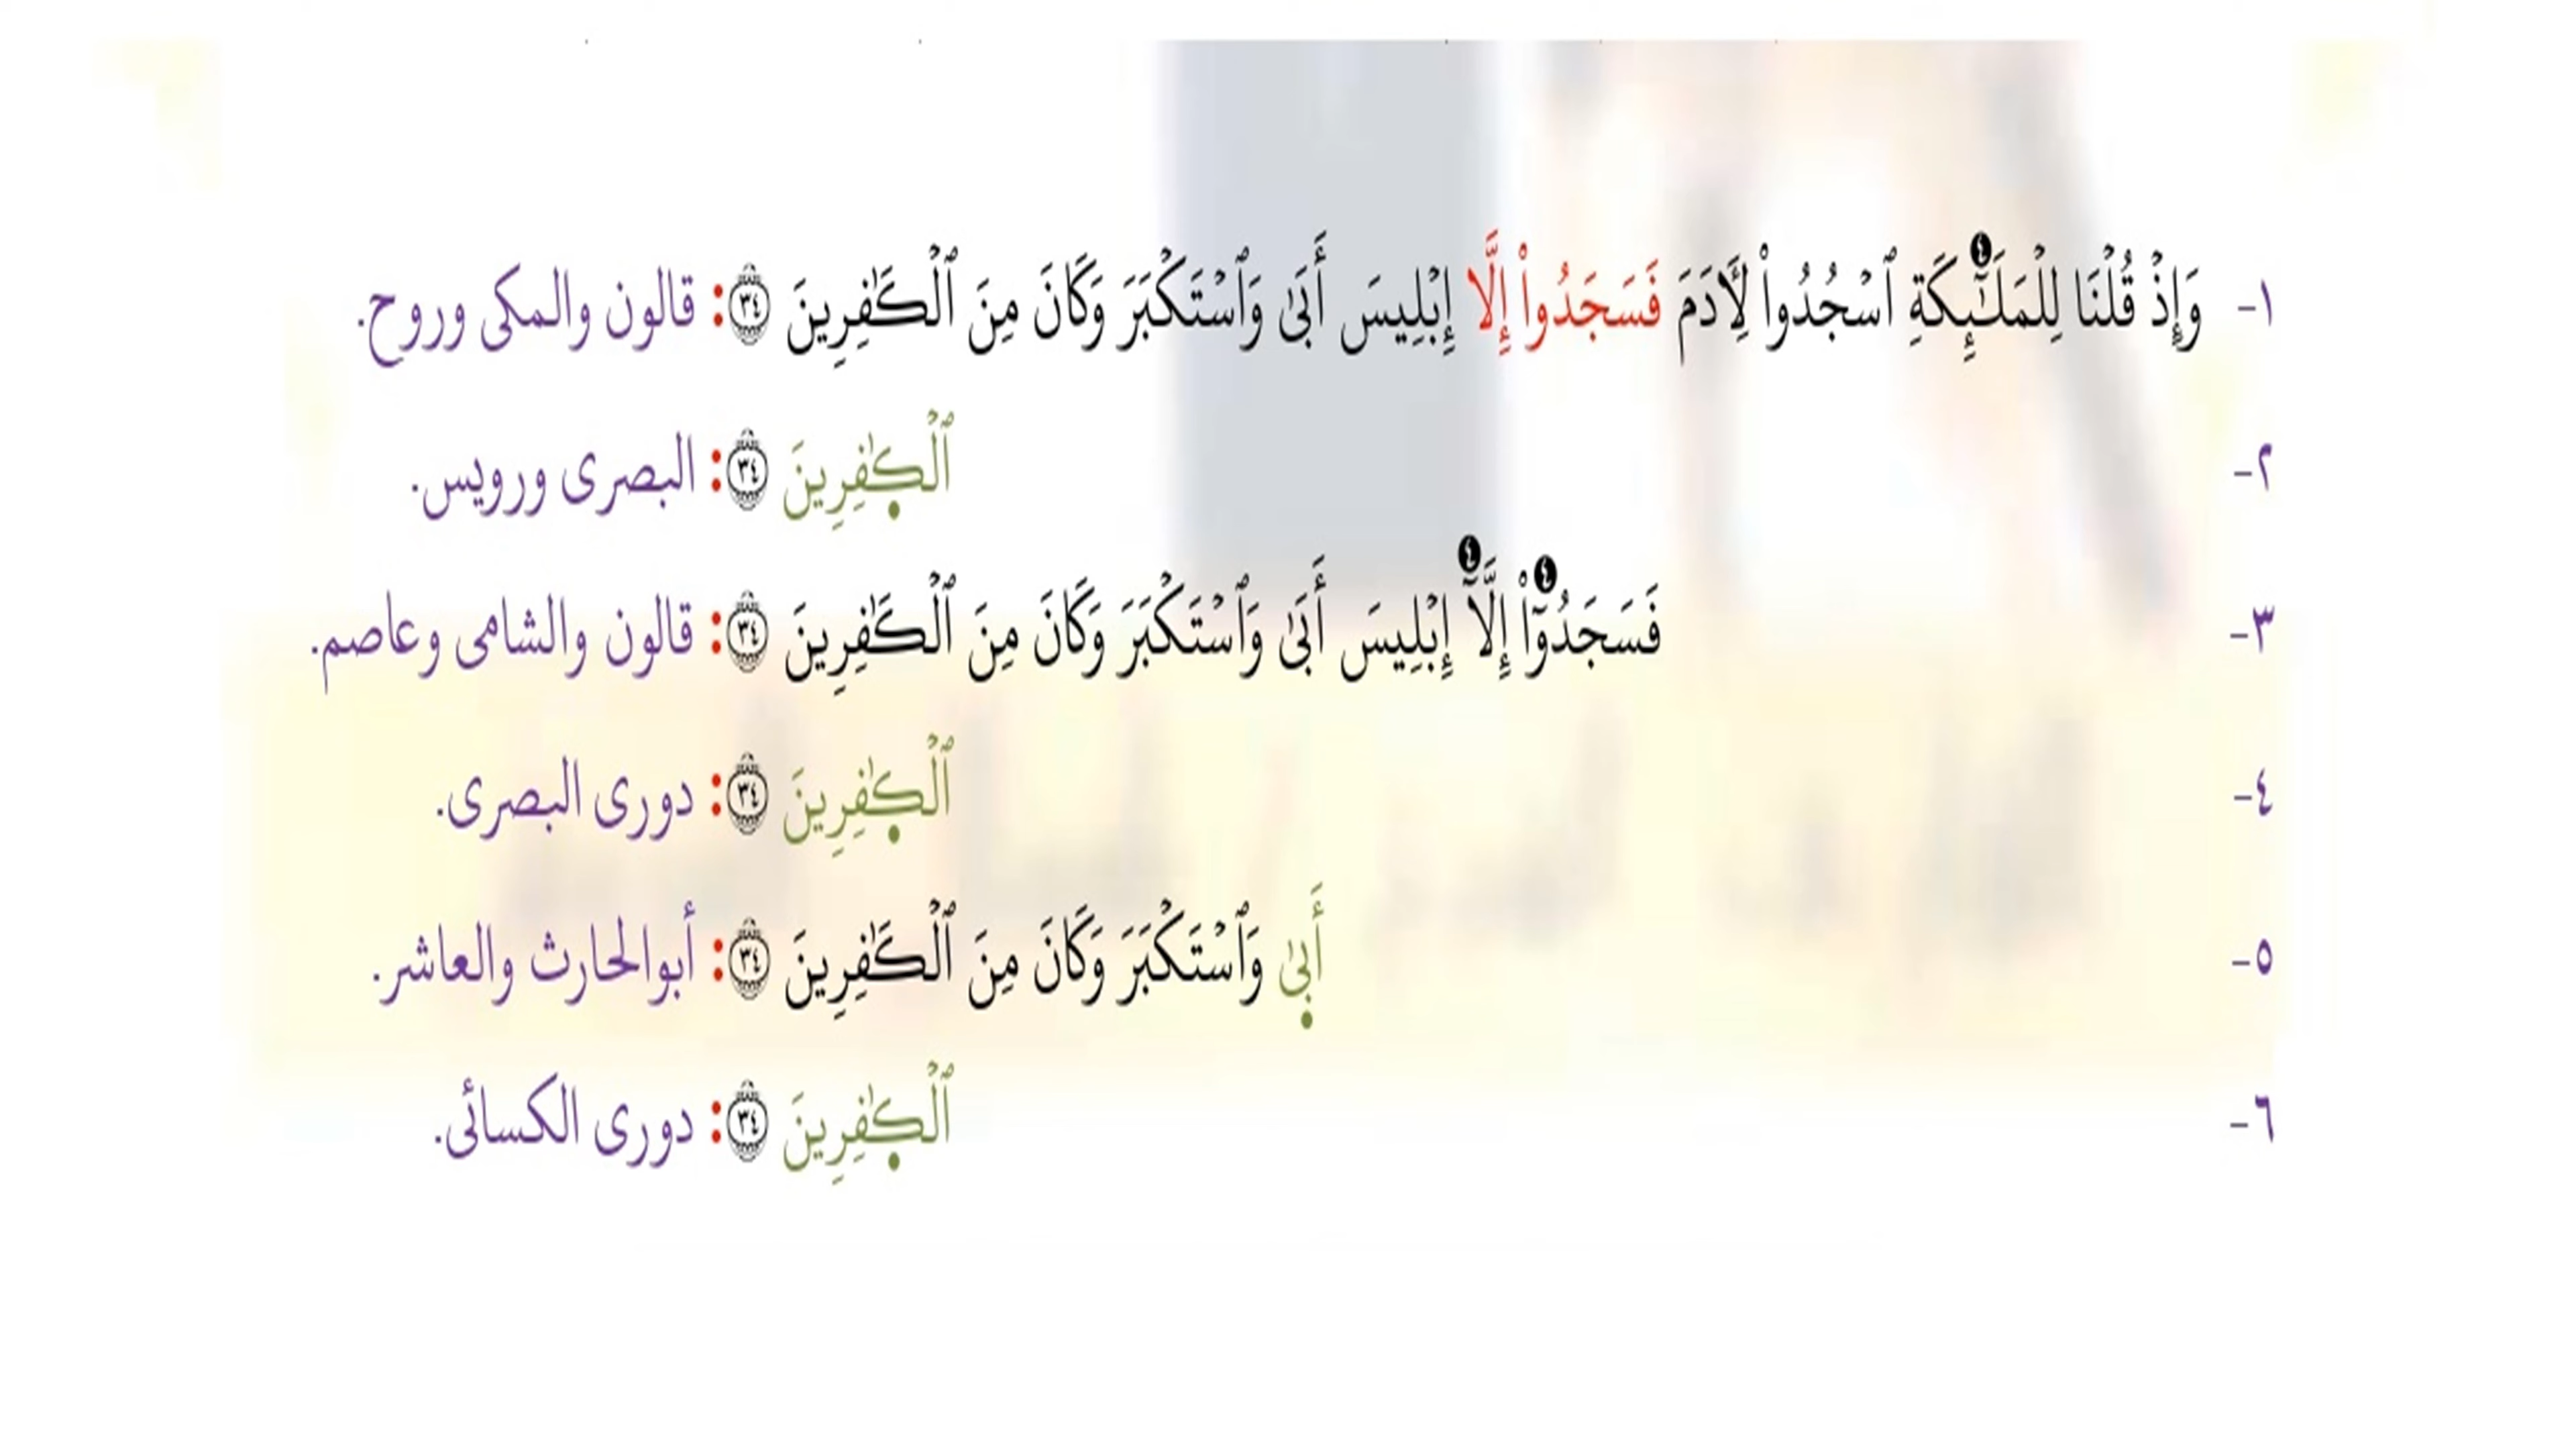 ١- وَإِذْ قُلْنَا لِلْمَلَـٰٓئِكَةِ ٱسْجُدُوا۟ لِـَٔادَمَ فَسَجَدُوا۟ إِلَّا إِبْلِيسَ أَبَىٰ وَٱسْتَكْبَرَ وَكَانَ مِنَ ٱلْكَـٰفِرِينَ ٣٤ : قالون والمكى وروح.
٢- ٱلْكَـٰفِرِينَ ٣٤ : البصرى ورويس.
٣- فَسَجَدُوٓا۟ إِلَّآ إِبْلِيسَ أَبَىٰ وَٱسْتَكْبَرَ وَكَانَ مِنَ ٱلْكَـٰفِرِينَ ٣٤ : قالون والشامى وعاصم.
٤- ٱلْكَـٰفِرِينَ ٣٤ : دورى البصرى.
٥- أَبىٰ وَٱسْتَكْبَرَ وَكَانَ مِنَ ٱلْكَـٰفِرِينَ ٣٤ : أبوالحارث والعاشر.
٦- ٱلْكَـٰفِرِينَ ٣٤ : دورى الكسائى.